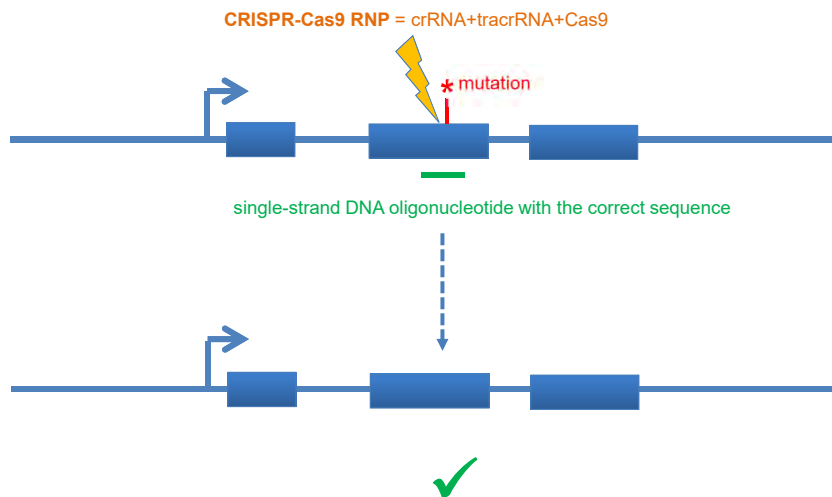 CRISPR-Cas9 RNP = crRNA+tracrRNA+Cas9
* mutation
single-strand DNA oligonucleotide with the correct sequence